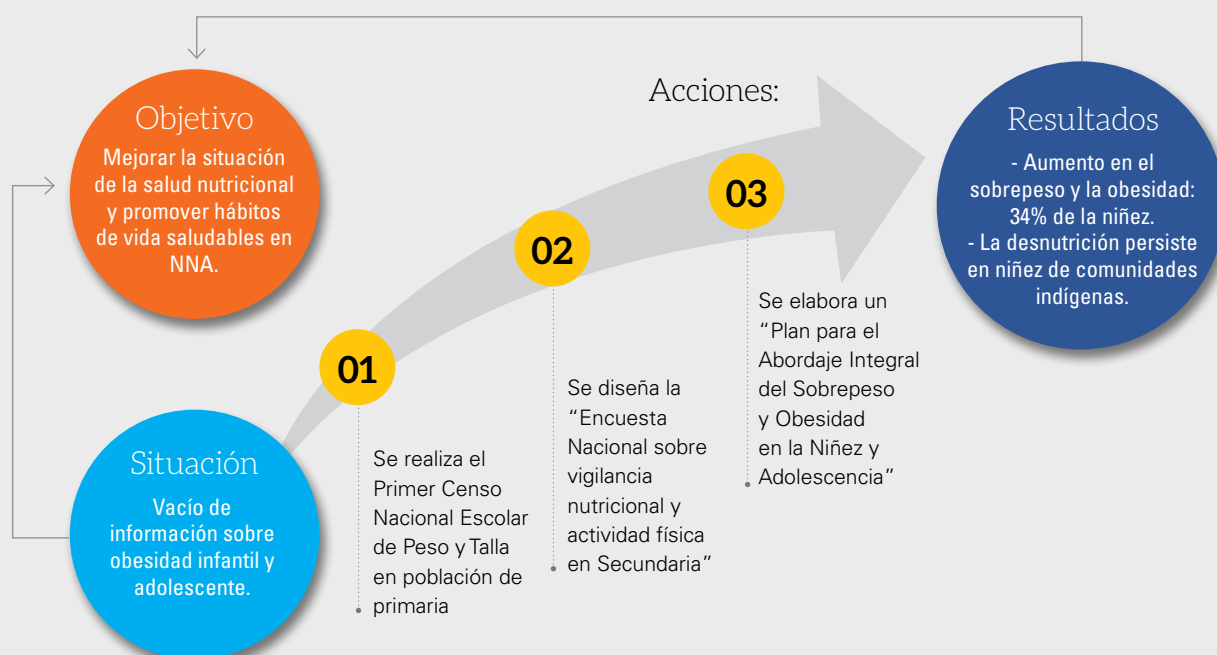 Objetivo
Mejorar la situación
de la salud nutricional
y promover hábitos
de vida saludables en
NNA.
Acciones:
Resultados
- Aumento en el
sobrepeso y la obesidad:
34% de la niñez.
- La desnutrición persiste
en niñez de comunidades
indígenas.
Situación
Vacío de
información sobre
obesidad infantil y
adolescente.
01
Se realiza el
Primer Censo
Nacional Escolar
de Peso y Talla
en población de
primaria
02
Se diseña la
“Encuesta
Nacional sobre
vigilancia
nutricional y
actividad física
en Secundaria”
03
Se elabora un
“Plan para el
Abordaje Integral
del Sobrepeso
y Obesidad
en la Niñez y
Adolescencia”